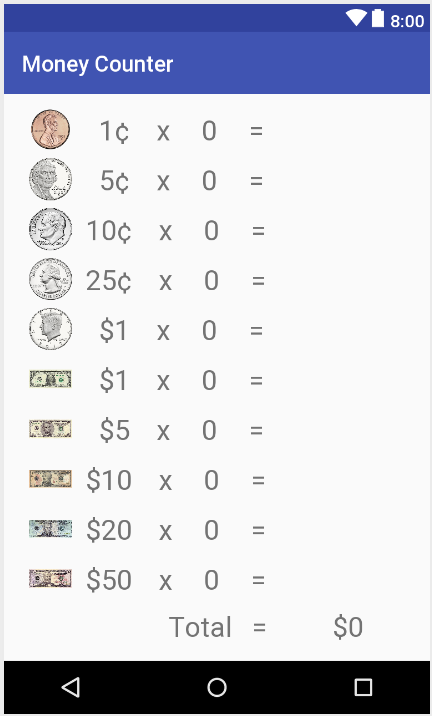 8:00
Money Counter
1¢ x 0 =
5¢ x 0 =
10¢ x 0 =
25¢ x 0 =
$1 x 0 =
$1 x 0 =
$5 x 0 =
$10 x 0 =
$20 x 0 =
$50 x 0 =
Total = $0